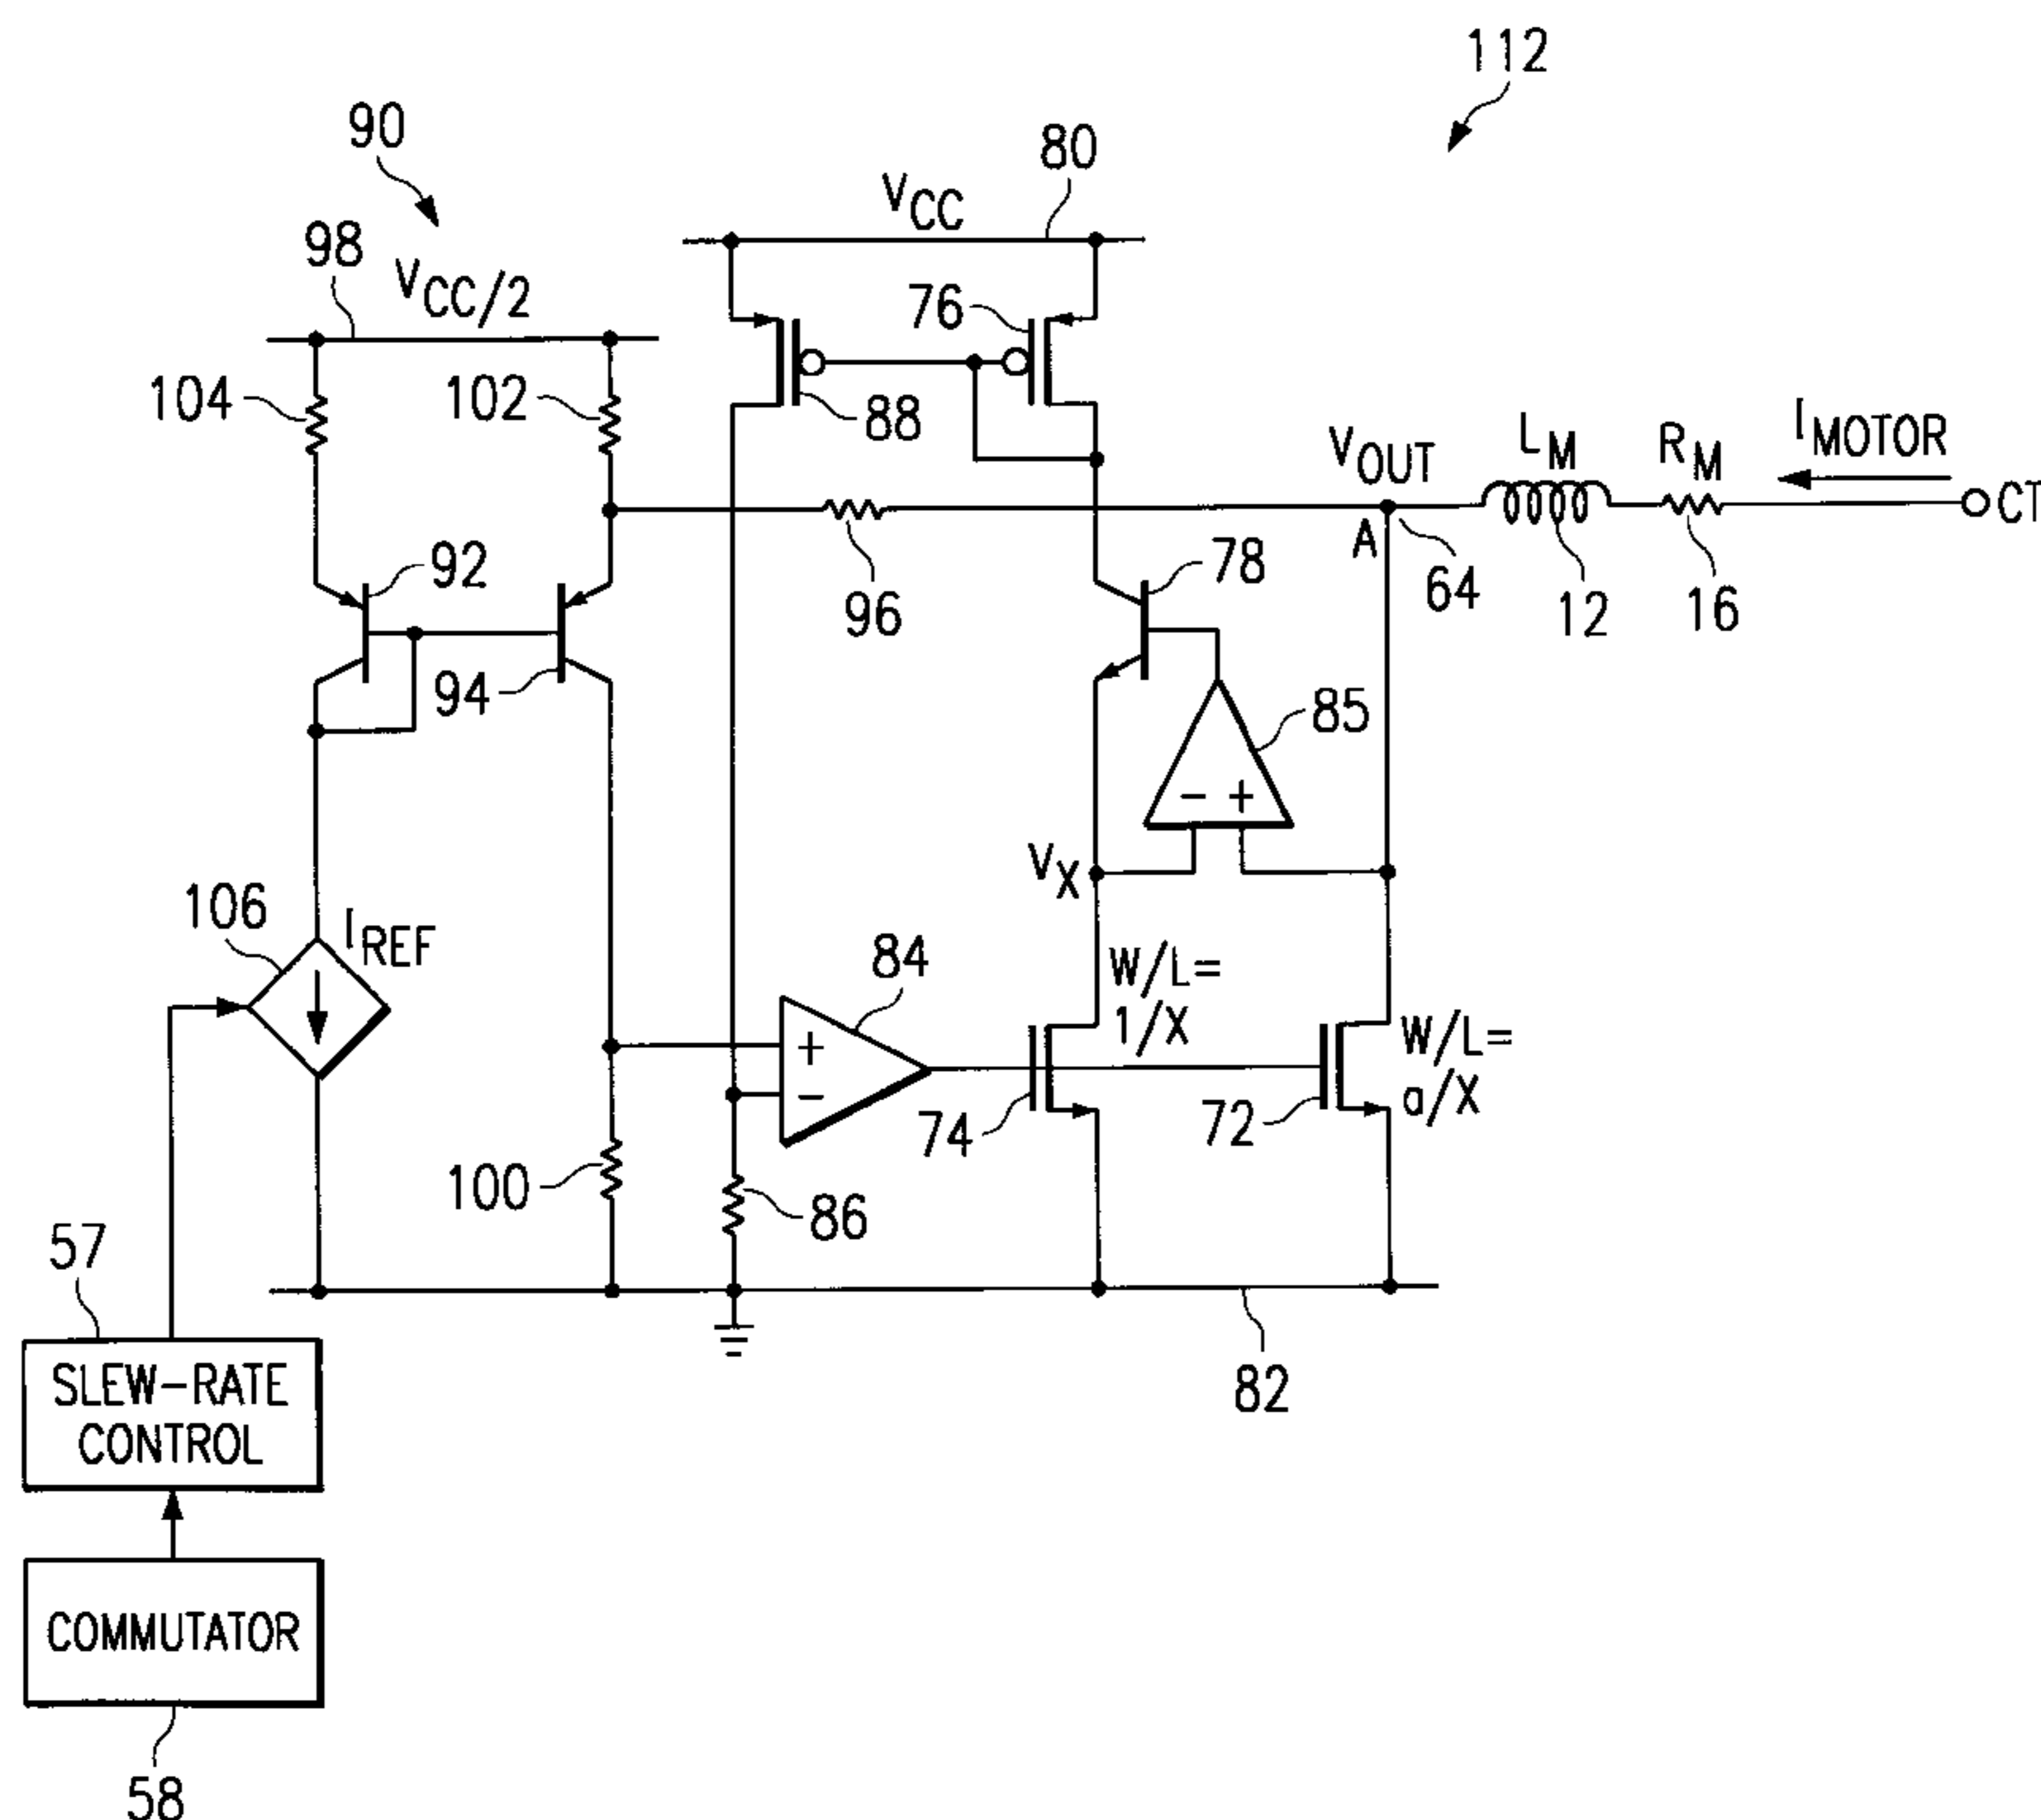 112
90
80
VCC
98
VCC/2
76
104
102
88
VOUT
LM
RM
IMOTOR
CT
A
64
12
16
92
78
96
94
85
- +
VX
106
IREF
84
W/L=
1/X
W/L=
a/X
+
-
74
72
100
86
57
82
SLEW-RATE
CONTROL
COMMUTATOR
58